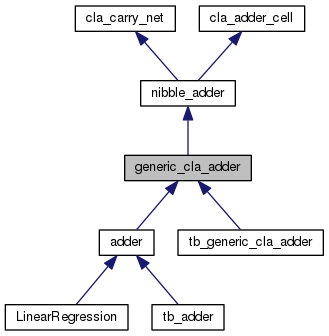 cla_carry_net
cla_adder_cell
nibble_adder
generic_cla_adder
adder
tb_generic_cla_adder
LinearRegression
tb_adder